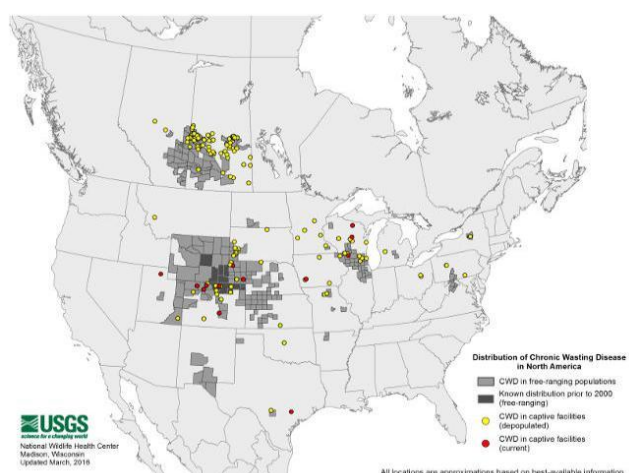 Distribution of Chronic Wasting Disease
in North America
CWD in free-ranging populations
Known distribution prior to 2000
(free-ranging)
CWD in captive facilities
(depopulated)
CWD in captive facilities
(current)
USGS
science for a changing world
National Wildlife Health Center
Madison, Wisconsin
Updated March, 2016
All locations are approximations based on best-available information